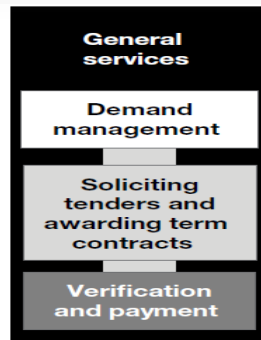 General
services
Demand
management
Soliciting
tenders and
awarding term
contracts
Verification
and payment